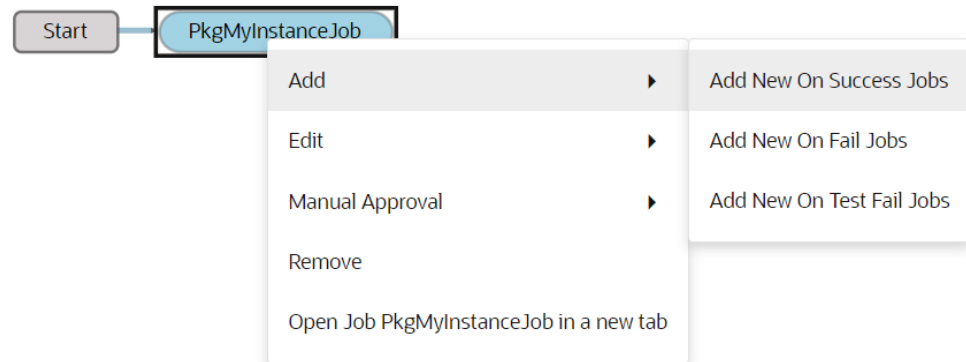 Start
PkgMyInstanceJob
Add
Add New On Success Jobs
Edit
Add New On Fail Jobs
Manual Approval
Add New On Test Fail Jobs
Remove
Open Job PkgMyInstanceJob in a new tab